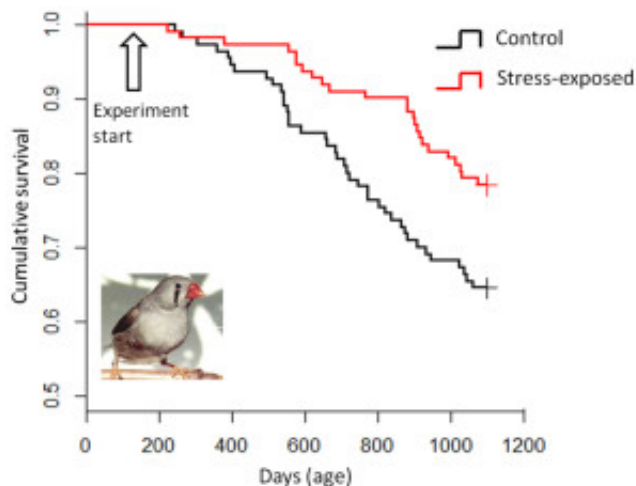 1.0
0.9
0.8
0.7
0.6
0.5
Cumulative survival
Experiment
start
Control
Stress-exposed
0 200 400 600 800 1000 1200
Days (age)